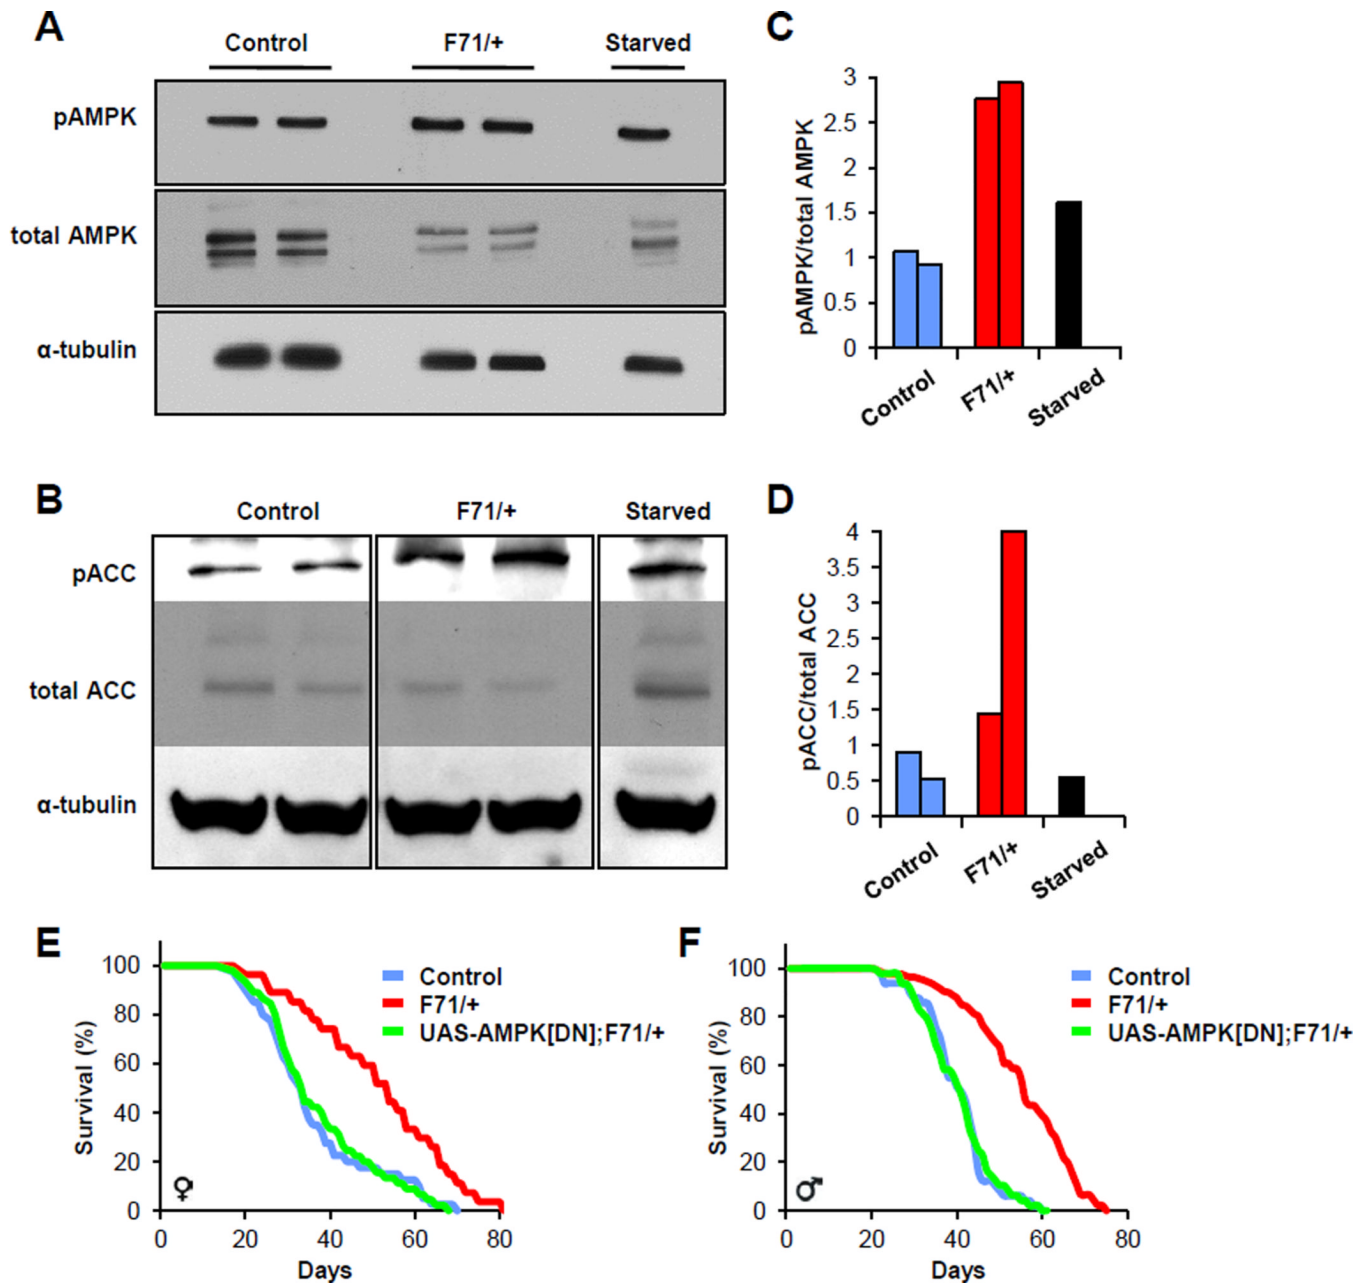 A
Control F71/+ Starved
pAMPK
total AMPK
α-tubulin
C
pAMPK/total AMPK
3
2.5
2
1.5
1
0.5
0
Control F71/+ Starved
B
Control F71/+ Starved
pACC
total ACC
α-tubulin
D
pACC/total ACC
4
3.5
3
2.5
2
1.5
1
0.5
0
Control F71/+ Starved
E
Survival (%)
100
80
60
40
20
0
0 20 40 60 80
Days
Control
F71/+
UAS-AMPK[DN];F71/+
♀
F
Survival (%)
100
80
60
40
20
0
0 20 40 60 80
Days
Control
F71/+
UAS-AMPK[DN];F71/+
♂